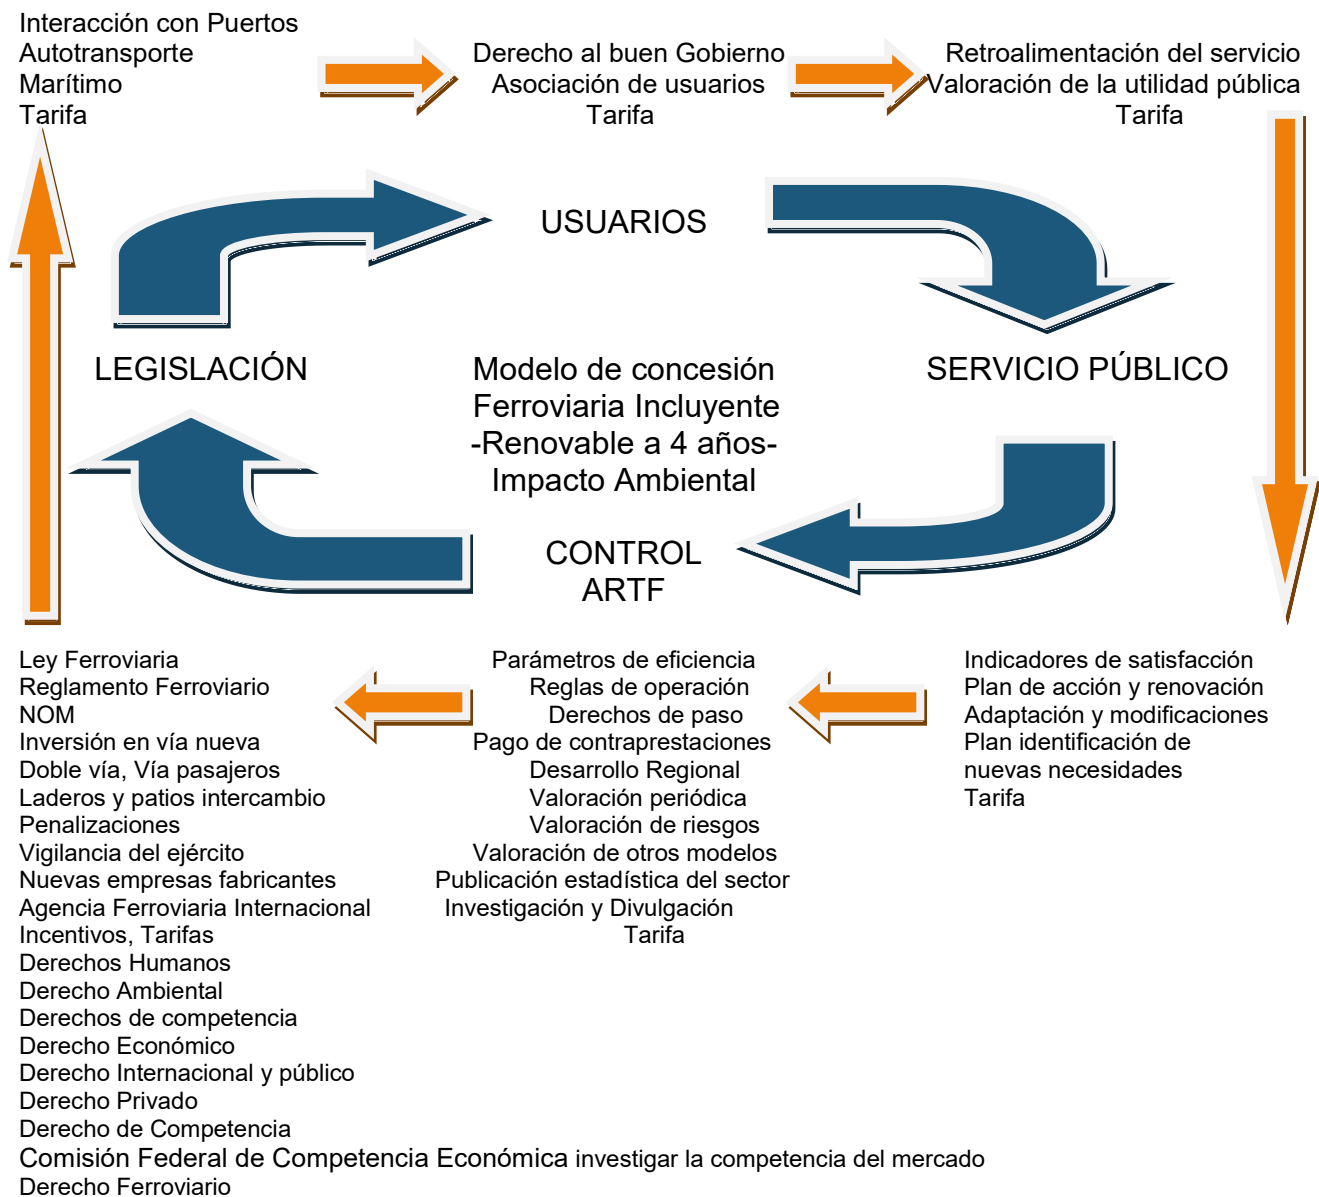 Interacción con Puertos
Autotransporte
Marítimo
Tarifa
Derecho al buen Gobierno
Asociación de usuarios
Tarifa
Retroalimentación del servicio
Valoración de la utilidad pública
Tarifa
USUARIOS
LEGISLACIÓN
Modelo de concesión
Ferroviaria Incluyente
-Renovable a 4 años-
Impacto Ambiental
SERVICIO PÚBLICO
CONTROL
ARTF
Ley Ferroviaria
Reglamento Ferroviario
NOM
Inversión en vía nueva
Doble vía, Vía pasajeros
Laderos y patios intercambio
Penalizaciones
Vigilancia del ejército
Nuevas empresas fabricantes
Agencia Ferroviaria Internacional
Incentivos, Tarifas
Derechos Humanos
Derecho Ambiental
Derechos de competencia
Derecho Económico
Derecho Internacional y público
Derecho Privado
Derecho de Competencia
Comisión Federal de Competencia Económica investigar la competencia del mercado
Derecho Ferroviario
Parámetros de eficiencia
Reglas de operación
Derechos de paso
Pago de contraprestaciones
Desarrollo Regional
Valoración periódica
Valoración de riesgos
Valoración de otros modelos
Publicación estadística del sector
Investigación y Divulgación
Tarifa
Indicadores de satisfacción
Plan de acción y renovación
Adaptación y modificaciones
Plan identificación de
nuevas necesidades
Tarifa